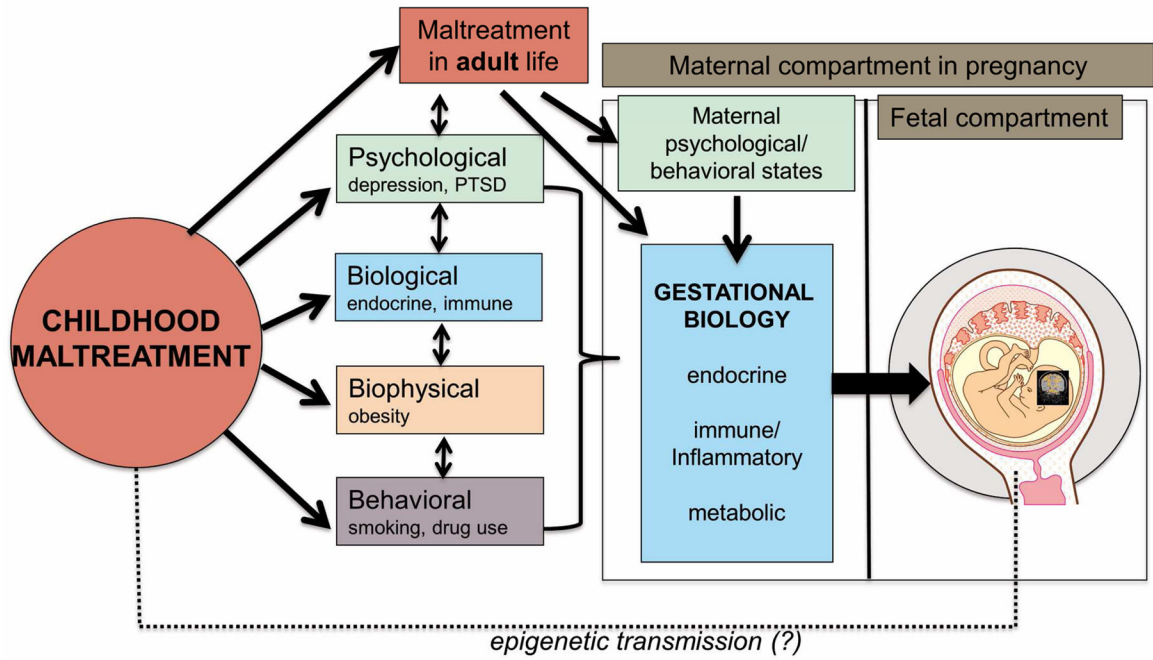 Maltreatment
in adult life
Maternal compartment in pregnancy
Maternal
psychological/
behavioral states
Fetal compartment
Psychological
depression, PTSD
Biological
endocrine, immune
CHILDHOOD
MALTREATMENT
Biophysical
obesity
Behavioral
smoking, drug use
GESTATIONAL
BIOLOGY
endocrine
immune/
Inflammatory
metabolic
epigenetic transmission (?)